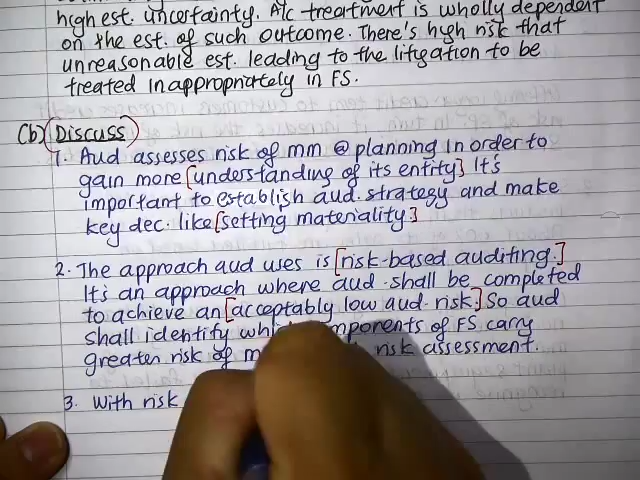 high est. uncertainty. A/c treatment is wholly dependent
on the est. of such outcome. There's high risk that
unreasonable est. leading to the litigation to be
treated inappropriately in FS.
(b) (Discuss)
1. Aud assesses risk of mm @ planning in order to
gain more [understanding of its entity] It's
important to establish aud. strategy and make
key dec. like [setting materiality]
2. The approach aud uses is [risk-based auditing.]
It's an approach where aud. shall be completed
to achieve an [acceptably low aud. risk.] So aud
shall identify components of FS carry
greater risk of risk assessment.
3. With risk